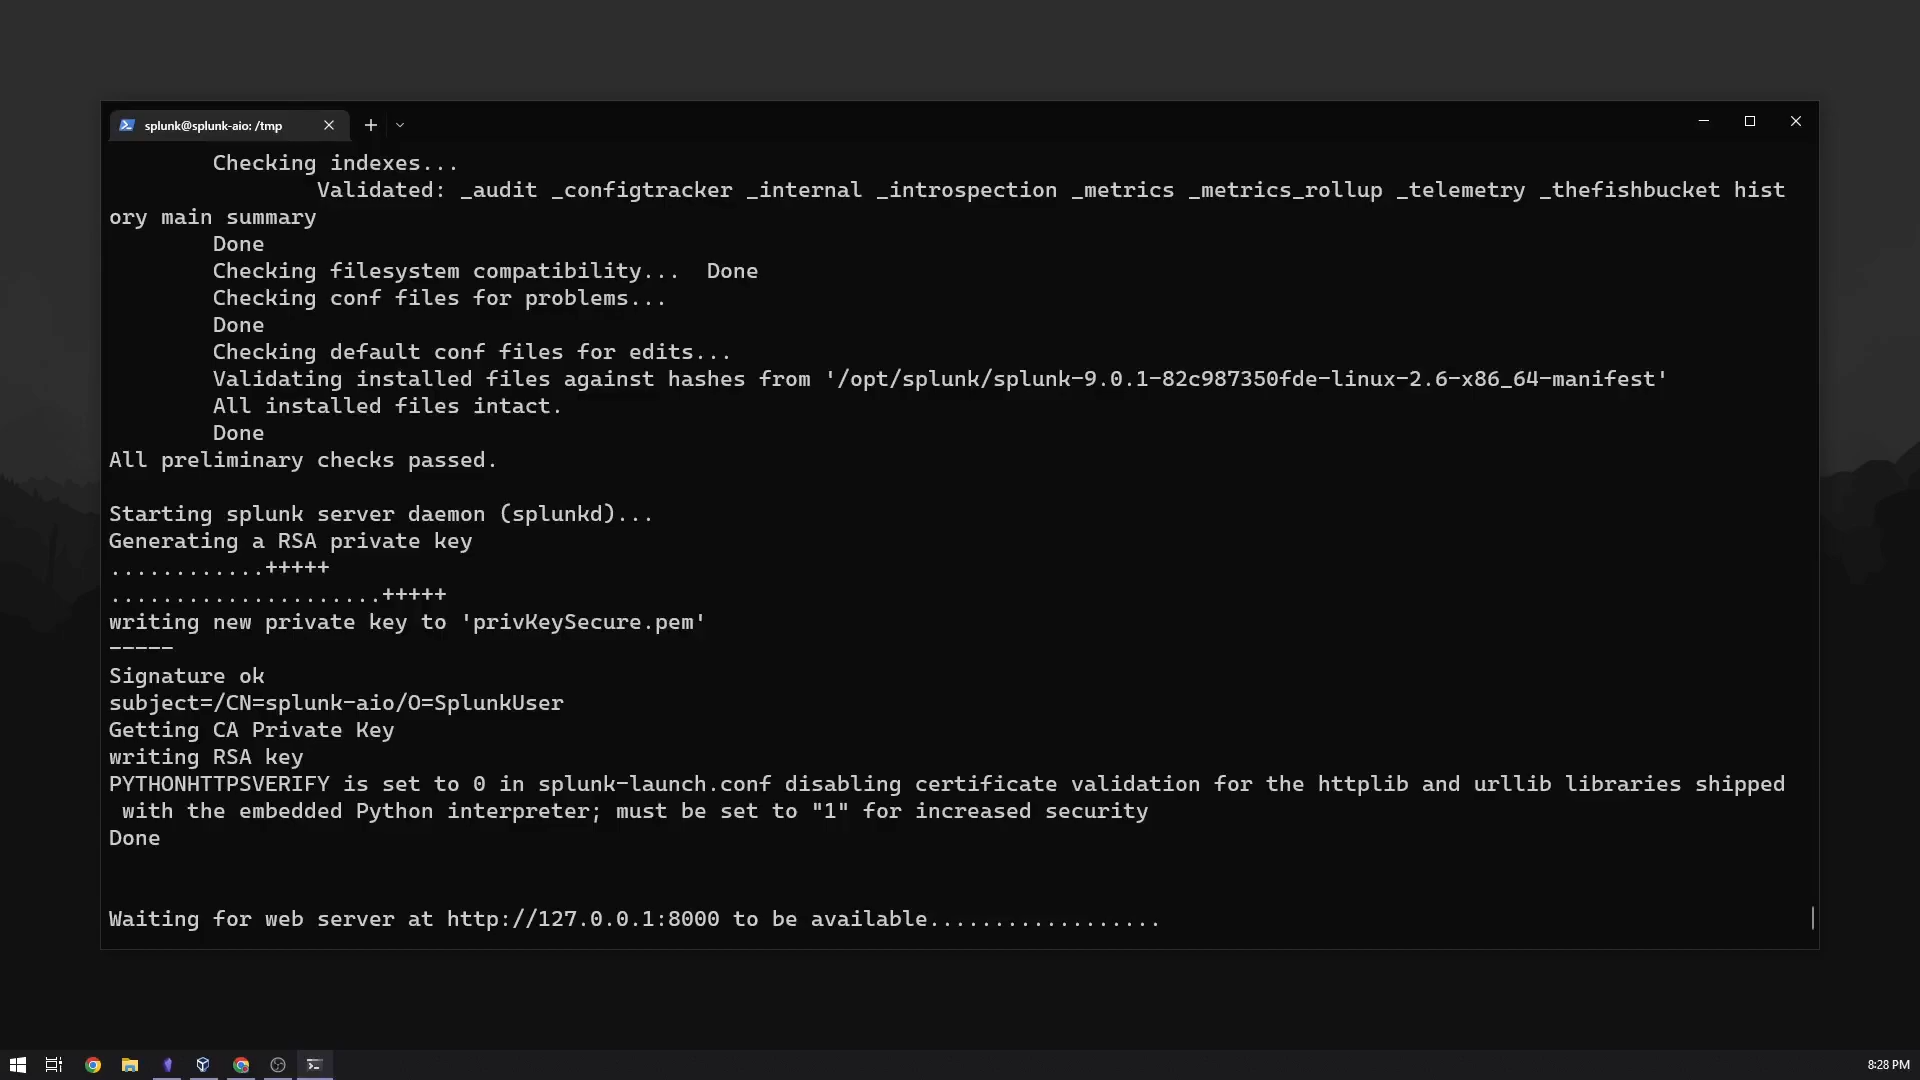 splunk@splunk-aio: /tmp
Checking indexes...
Validated: _audit _configtracker _internal _introspection _metrics _metrics_rollup _telemetry _thefishbucket hist
ory main summary
Done
Checking filesystem compatibility...  Done
Checking conf files for problems...
Done
Checking default conf files for edits...
Validating installed files against hashes from '/opt/splunk/splunk-9.0.1-82c987350fde-linux-2.6-x86_64-manifest'
All installed files intact.
Done
All preliminary checks passed.
Starting splunk server daemon (splunkd)...
Generating a RSA private key
............+++++
.....................+++++
writing new private key to 'privKeySecure.pem'
-----
Signature ok
subject=/CN=splunk-aio/O=SplunkUser
Getting CA Private Key
writing RSA key
PYTHONHTTPSVERIFY is set to 0 in splunk-launch.conf disabling certificate validation for the httplib and urllib libraries shipped
with the embedded Python interpreter; must be set to "1" for increased security
Done
Waiting for web server at http://127.0.0.1:8000 to be available..................
8:28 PM